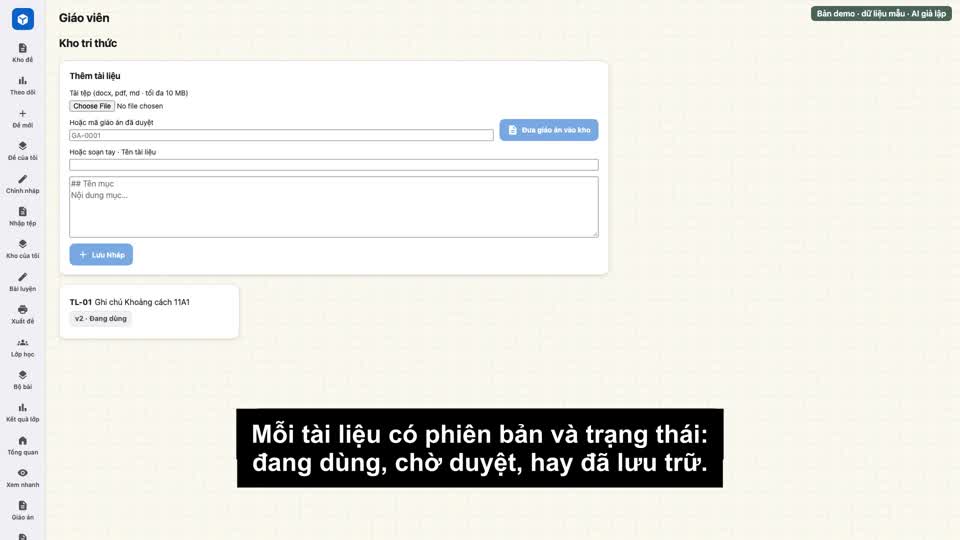 Giáo viên
Bản demo · dữ liệu mẫu · AI giả lập
Kho tri thức
Kho đề
Theo dõi
Đề mới
Đề của tôi
Chỉnh nháp
Nhập tệp
Kho của tôi
Bài luyện
Xuất đề
Lớp học
Bộ bài
Kết quả lớp
Tổng quan
Xem nhanh
Giáo án
Thêm tài liệu
Tải tệp (docx, pdf, md · tối đa 10 MB)
Choose File No file chosen
Hoặc mã giáo án đã duyệt
GA-0001
Đưa giáo án vào kho
Hoặc soạn tay · Tên tài liệu
## Tên mục
Nội dung mục...
Lưu Nháp
TL-01 Ghi chú Khoảng cách 11A1
v2 · Đang dùng
Mỗi tài liệu có phiên bản và trạng thái:
đang dùng, chờ duyệt, hay đã lưu trữ.